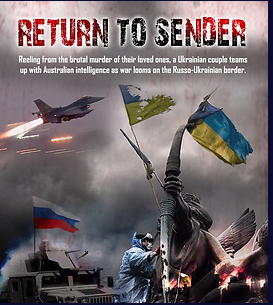 RETURN TO SENDER
Reeling from the brutal murder of their loved ones, a Ukrainian couple teams
up with Australian intelligence as war looms on the Russo-Ukrainian border.